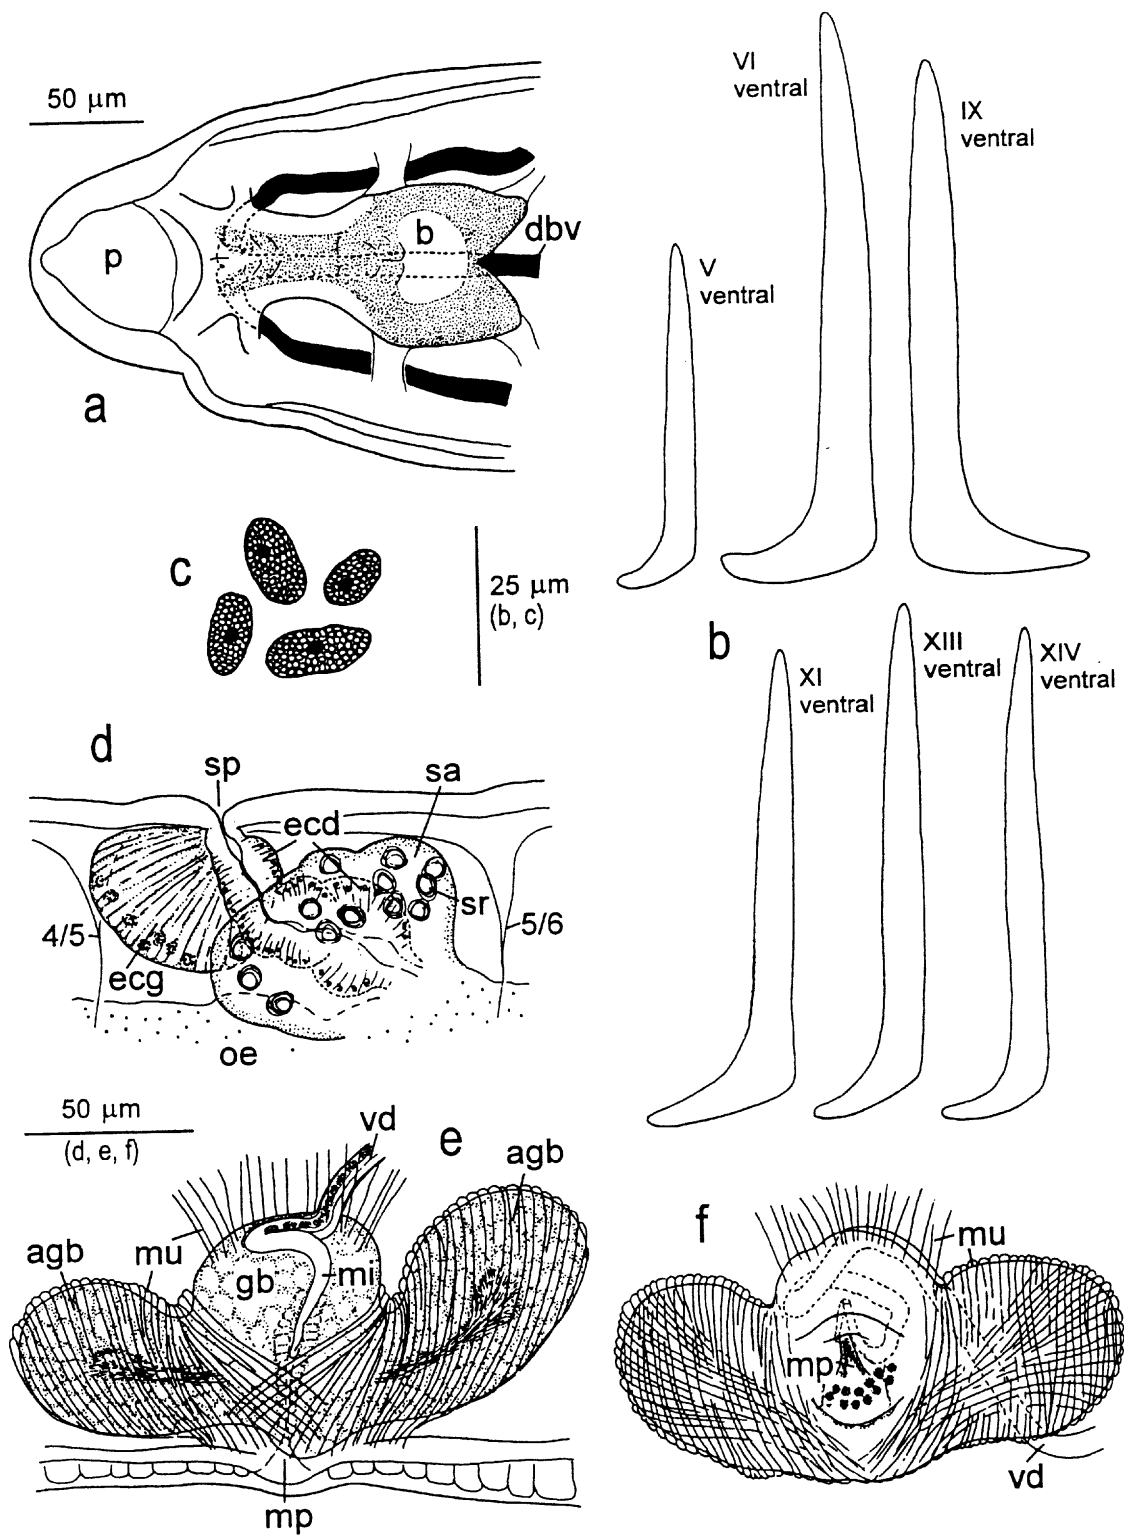 50 µm
p
b
dbv
a
VI
ventral
IX
ventral
V
ventral
c
25 µm
(b, c)
b
XI
ventral
XIII
ventral
XIV
ventral
d
sp
sa
ecd
sr
4/5
5/6
ecg
oe
50 µm
(d, e, f)
vd
e
agb
agb
mu
gb
mi
mp
f
mu
mp
vd